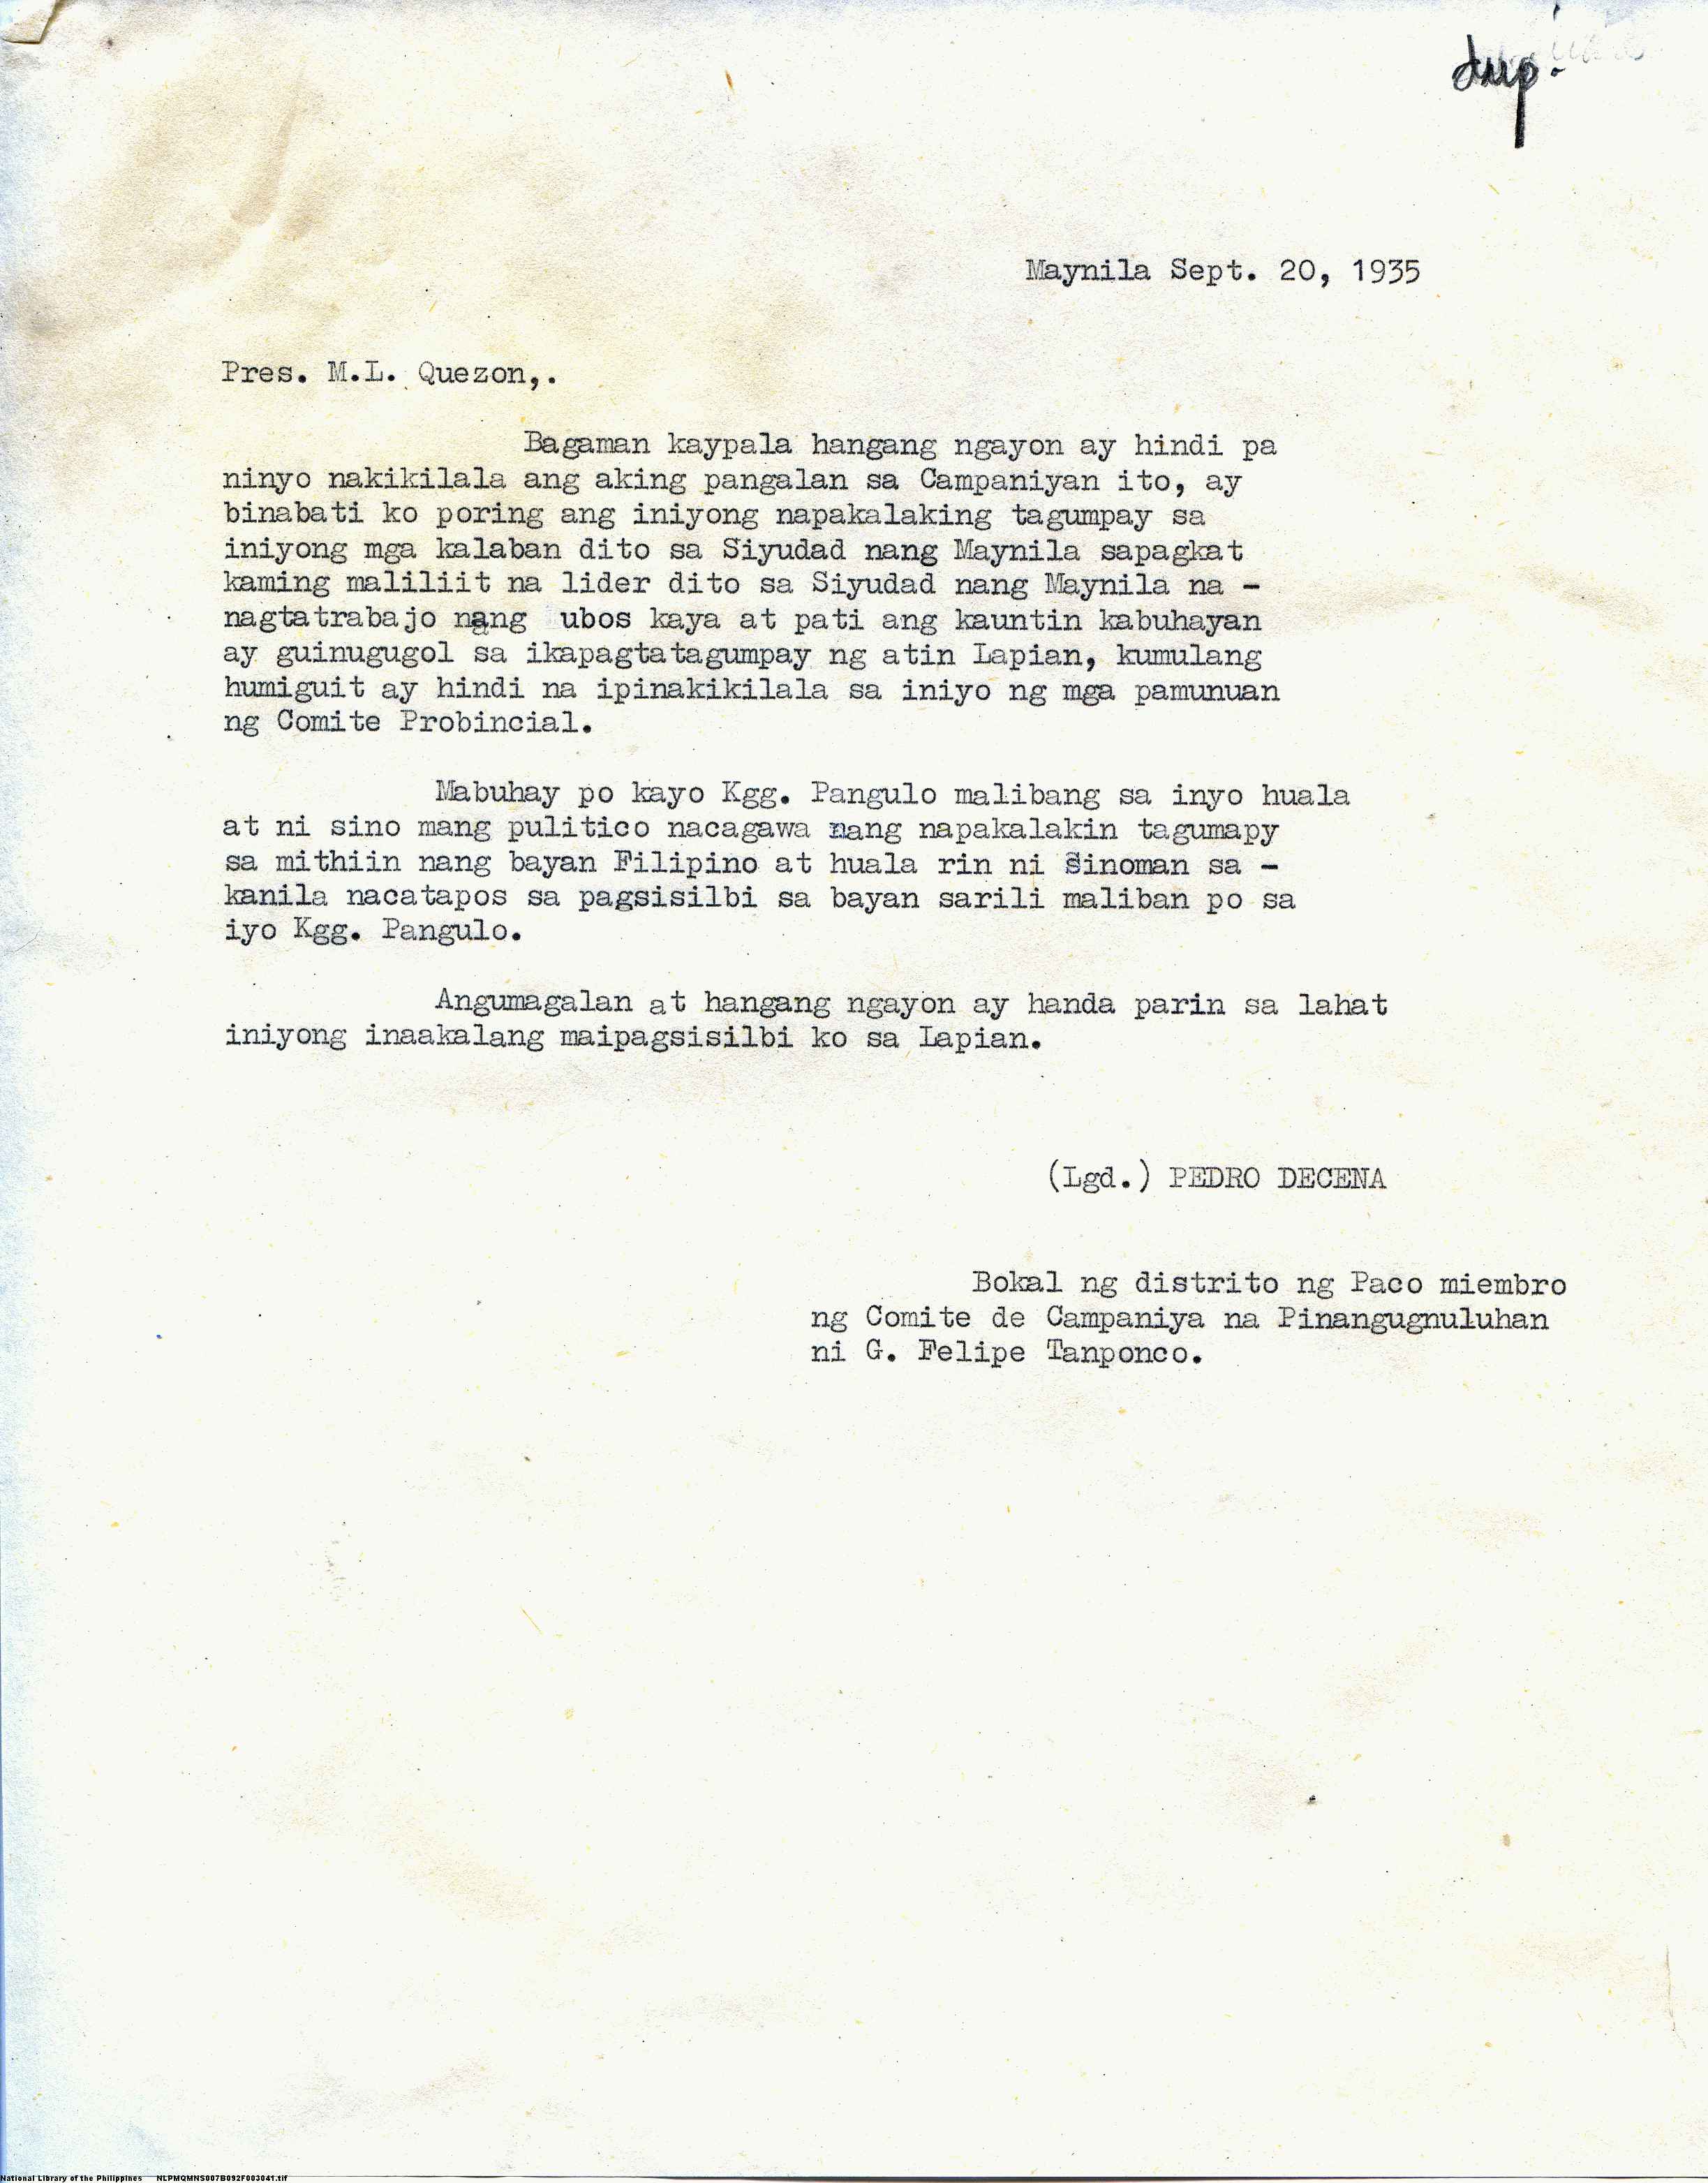 dup.
Maynila Sept. 20, 1935
Pres. M.L. Quezon,.
Bagaman kaypala hangang ngayon ay hindi pa
ninyo nakikilala ang aking pangalan sa Campaniyan ito, ay
binabati ko poring ang iniyong napakalaking tagumpay sa
iniyong mga kalaban dito sa Siyudad nang Maynila sapagkat
kaming maliliit na lider dito sa Siyudad nang Maynila na -
nagtatrabajo nang ubos kaya at pati ang kauntin kabuhayan
ay guinugugol sa ikapagtatagumpay ng atin Lapian, kumulang
humiguit ay hindi na ipinakikilala sa iniyo ng mga pamunuan
ng Comite Probincial.
Mabuhay po kayo Kgg. Pangulo malibang sa inyo huala
at ni sino mang pulitico nacagawa nang napakalakin tagumapy
sa mithiin nang bayan Filipino at huala rin ni Sinoman sa -
kanila nacatapos sa pagsisilbi sa bayan sarili maliban po sa
iyo Kgg. Pangulo.
Angumagalan at hangang ngayon ay handa parin sa lahat
iniyong inaakalang maipagsisilbi ko sa Lapian.
(Lgd.) PEDRO DECENA
Bokal ng distrito ng Paco miembro
ng Comite de Campaniya na Pinangugnuluhan
ni G. Felipe Tanponco.
National Library of the Philippines NLPMQMNS007B092F003041.tif